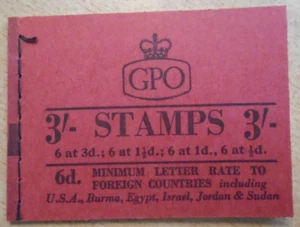 GPO
3/- STAMPS 3/-
6 at 3d.; 6 at 1½d.; 6 at 1d., 6 at ½d.
6d. MINIMUM LETTER RATE TO
FOREIGN COUNTRIES including
U.S.A., Burma, Egypt, Israel, Jordan & Sudan